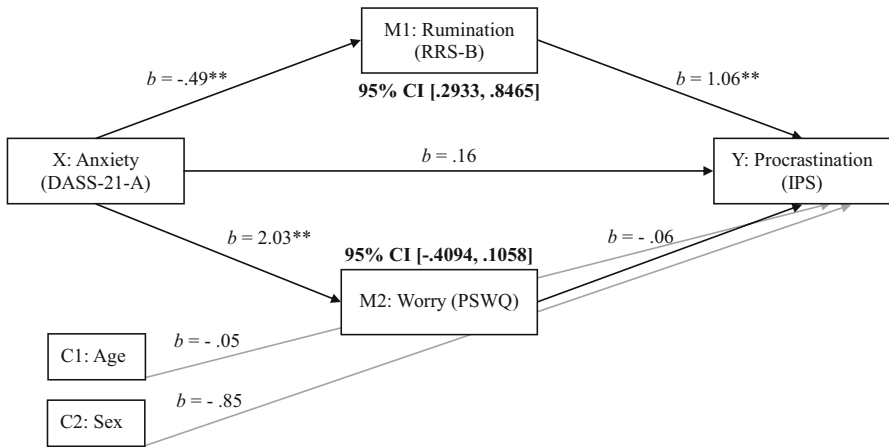 M1: Rumination
(RRS-B)
b = -.49**
95% CI [.2933, .8465]
b = 1.06**
X: Anxiety
(DASS-21-A)
b = .16
Y: Procrastination
(IPS)
b = 2.03**
95% CI [-.4094, .1058]
b = - .06
M2: Worry (PSWQ)
C1: Age
b = - .05
C2: Sex
b = - .85